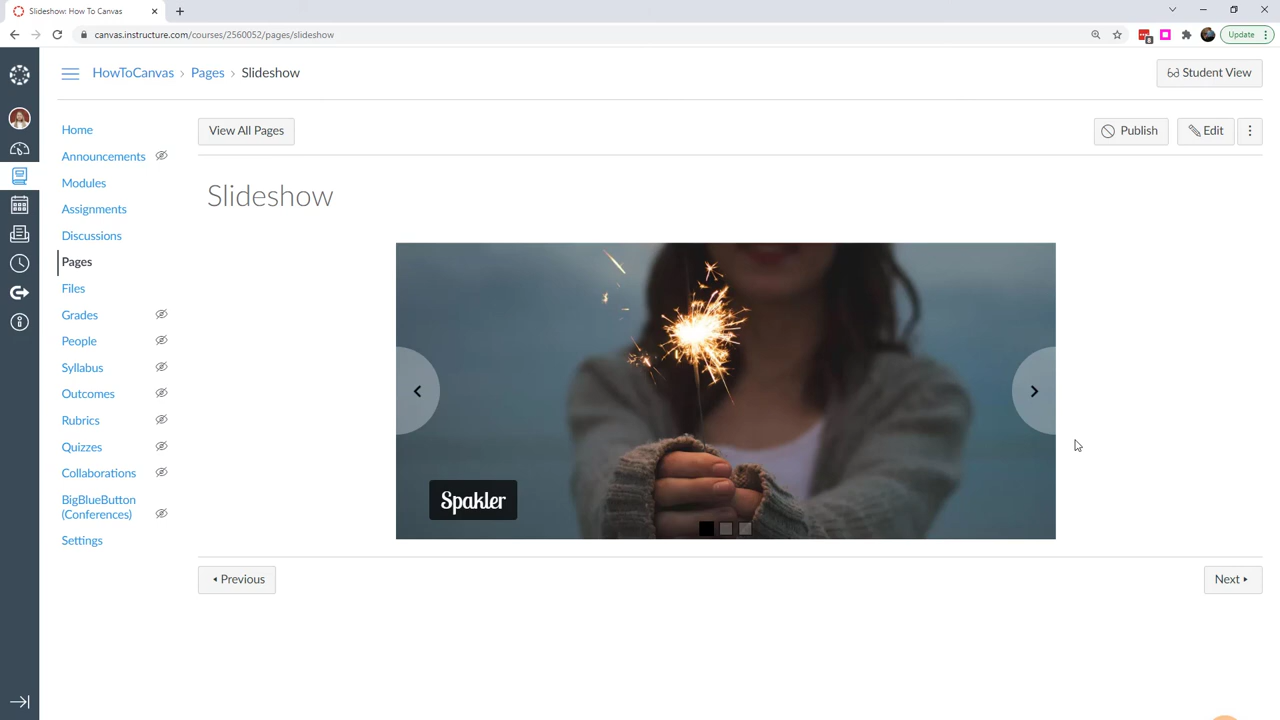 Slideshow: How To Canvas
canvas.instructure.com/courses/2560052/pages/slideshow
Update
HowToCanvas › Pages › Slideshow
Student View
View All Pages
Publish
Edit
Home
Announcements
Modules
Assignments
Discussions
Pages
Files
Grades
People
Syllabus
Outcomes
Rubrics
Quizzes
Collaborations
BigBlueButton
(Conferences)
Settings
Slideshow
Spakler
Previous
Next